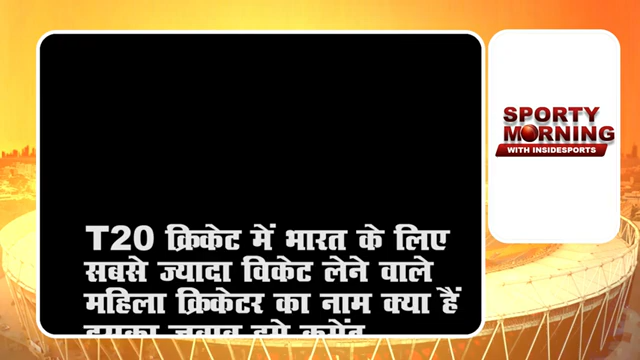 T20 क्रिकेट में भारत के लिए
सबसे ज्यादा विकेट लेने वाले
महिला क्रिकेटर का नाम क्या हैं
SPORTY
MORNING
WITH INSIDESPORTS